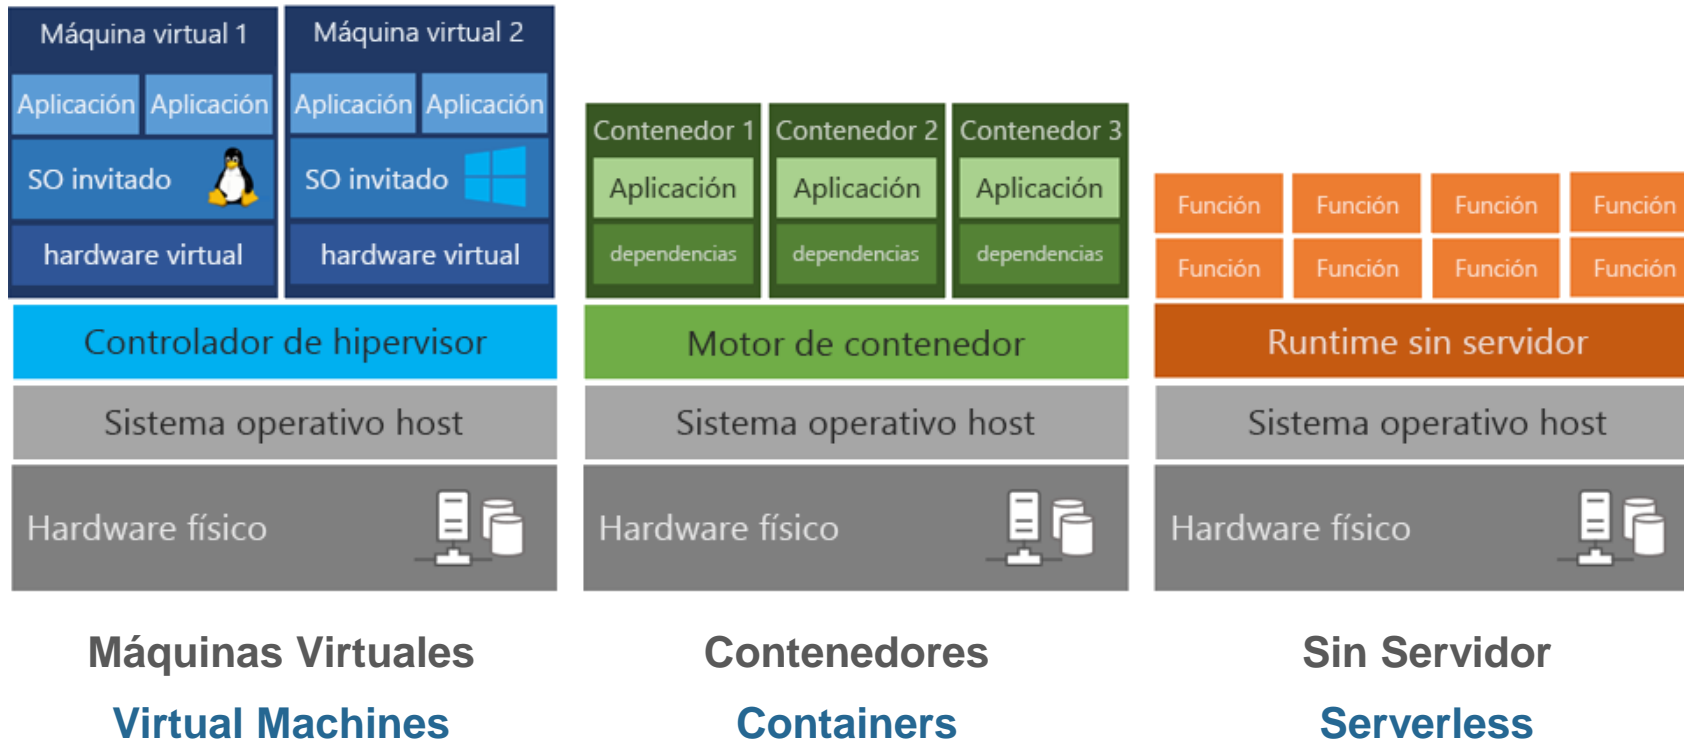 Máquina virtual 1
Aplicación Aplicación
SO invitado
hardware virtual
Máquina virtual 2
Aplicación Aplicación
SO invitado
hardware virtual
Controlador de hipervisor
Sistema operativo host
Hardware físico
Máquinas Virtuales
Virtual Machines
Contenedor 1
Aplicación
dependencias
Contenedor 2
Aplicación
dependencias
Contenedor 3
Aplicación
dependencias
Motor de contenedor
Sistema operativo host
Hardware físico
Contenedores
Containers
Función Función Función Función
Función Función Función Función
Runtime sin servidor
Sistema operativo host
Hardware físico
Sin Servidor
Serverless